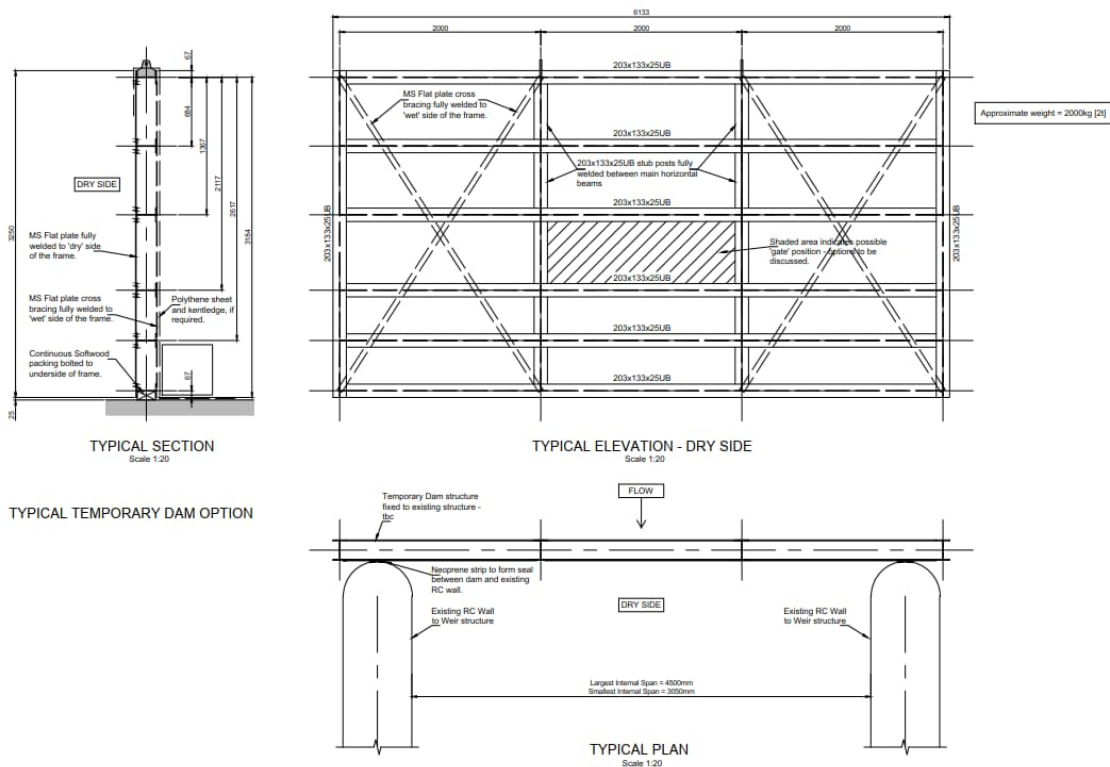 6133
2000
2000
2000
67
203x133x25UB
MS Flat plate cross
bracing fully welded to
'wet' side of the frame.
Approximate weight = 2000kg [2t]
684
1367
2117
2617
3184
3250
203x133x25UB
DRY SIDE
203x133x25UB stub posts fully
welded between main horizontal
beams
203x133x25UB
203x133x25UB
203x133x25UB
MS Flat plate fully
welded to 'dry' side
of the frame.
Shaded area indicates possible
'gate' position - options to be
discussed.
203x133x25UB
MS Flat plate cross
bracing fully welded to
'wet' side of the frame.
Polythene sheet
and kentledge, if
required.
203x133x25UB
Continuous Softwood
packing bolted to
underside of frame.
67
203x133x25UB
25
TYPICAL SECTION
Scale 1:20
TYPICAL ELEVATION - DRY SIDE
Scale 1:20
TYPICAL TEMPORARY DAM OPTION
Temporary Dam structure
fixed to existing structure -
tbc
FLOW
Neoprene strip to form seal
between dam and existing
RC wall.
DRY SIDE
Existing RC Wall
to Weir structure
Existing RC Wall
to Weir structure
Largest Internal Span = 4500mm
Smallest Internal Span = 3050mm
TYPICAL PLAN
Scale 1:20